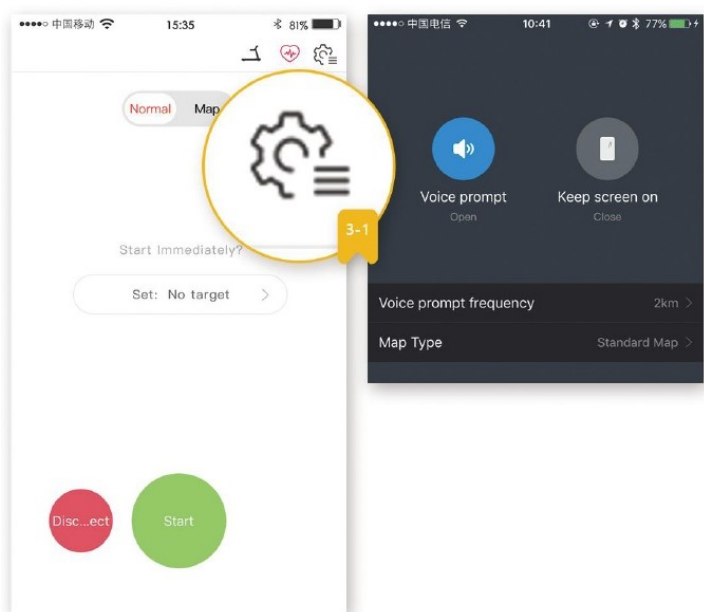 中国移动 15:35 81%
Normal Map
3-1
Start Immediately?
Set: No target
Disc...ect Start
中国电信 10:41 77%
Voice prompt Keep screen on
Open Close
Voice prompt frequency 2km
Map Type Standard Map